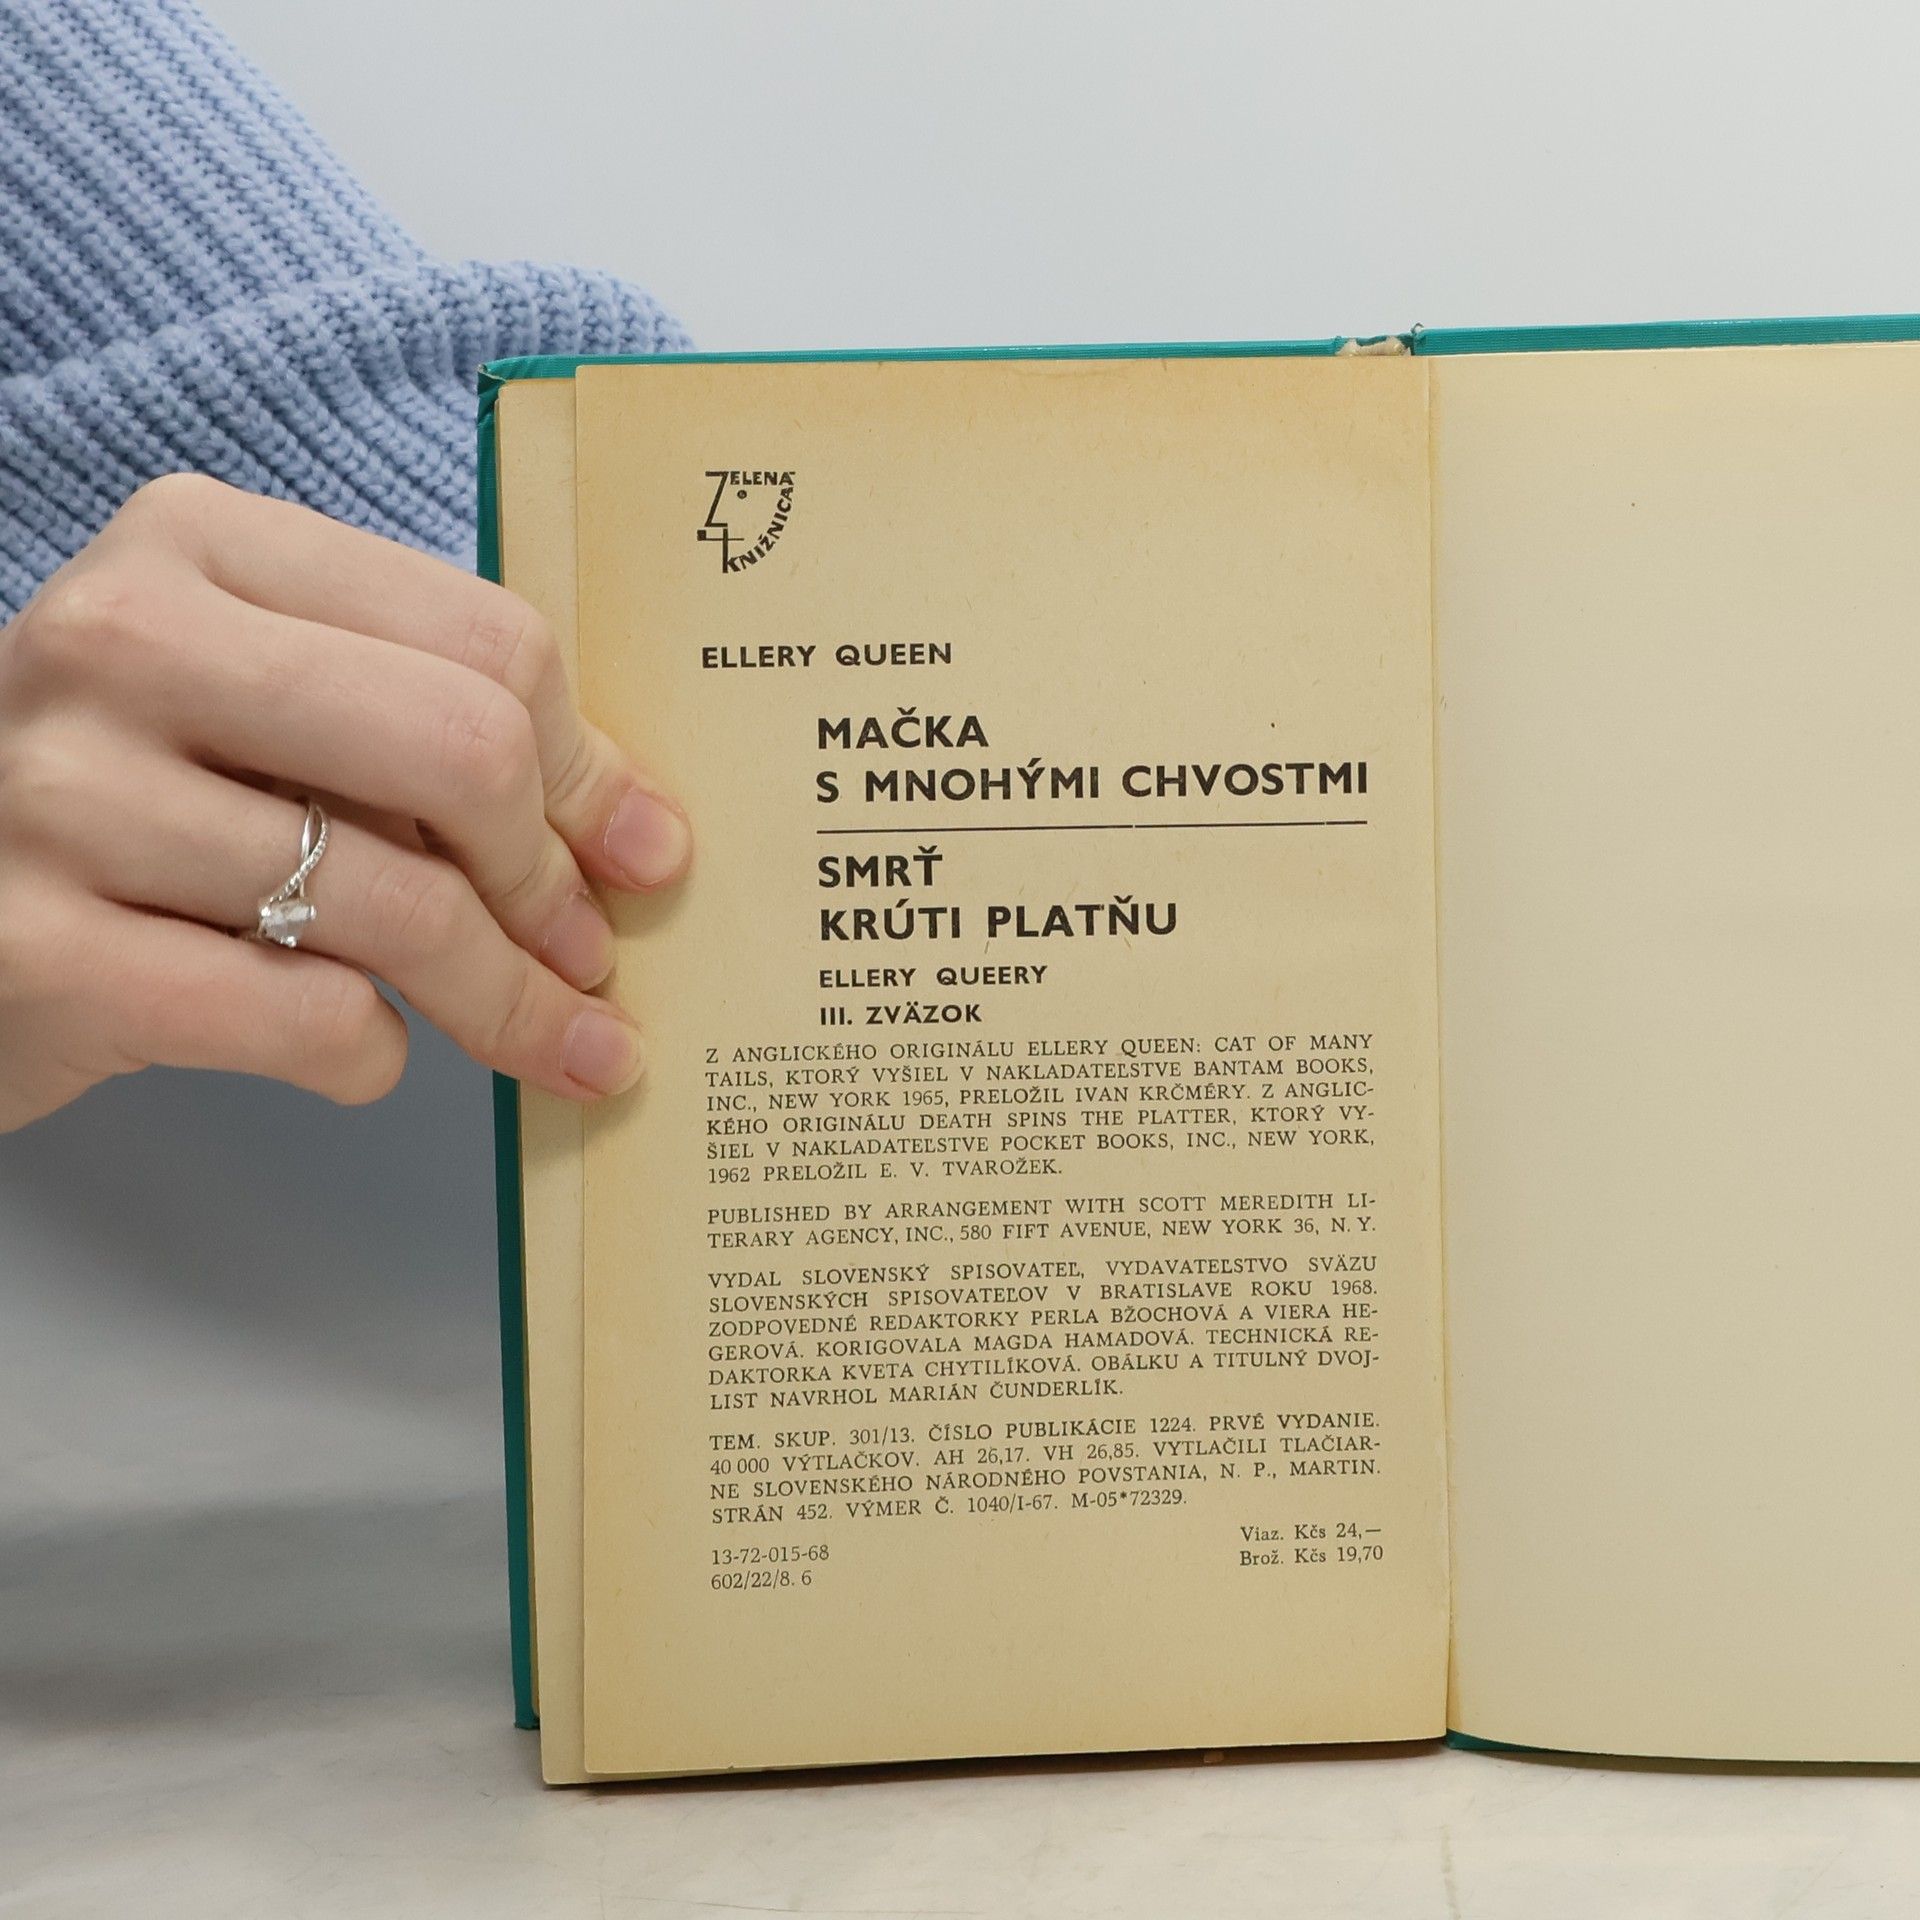 ZELENÁ
KNIŽNICA
ELLERY QUEEN
MAČKA
S MNOHÝMI CHVOSTMI
SMRŤ
KRÚTI PLATŇU
ELLERY QUEERY
III. ZVÄZOK
Z ANGLICKÉHO ORIGINÁLU ELLERY QUEEN: CAT OF MANY
TAILS, KTORÝ VYŠIEL V NAKLADATEĽSTVE BANTAM BOOKS,
INC., NEW YORK 1965, PRELOŽIL IVAN KRČMÉRY. Z ANGLIC-
KÉHO ORIGINÁLU DEATH SPINS THE PLATTER, KTORÝ VY-
ŠIEL V NAKLADATEĽSTVE POCKET BOOKS, INC., NEW YORK,
1962 PRELOŽIL E. V. TVAROŽEK.
PUBLISHED BY ARRANGEMENT WITH SCOTT MEREDITH LI-
TERARY AGENCY, INC., 580 FIFT AVENUE, NEW YORK 36, N. Y.
VYDAL SLOVENSKÝ SPISOVATEĽ, VYDAVATEĽSTVO SVÄZU
SLOVENSKÝCH SPISOVATEĽOV V BRATISLAVE ROKU 1968.
ZODPOVEDNÉ REDAKTORKY PERLA BŽOCHOVÁ A VIERA HE-
GEROVÁ. KORIGOVALA MAGDA HAMADOVÁ. TECHNICKÁ RE-
DAKTORKA KVETA CHYTILÍKOVÁ. OBÁLKU A TITULNÝ DVOJ-
LIST NAVRHOL MARIÁN ČUNDERLÍK.
TEM. SKUP. 301/13. ČÍSLO PUBLIKÁCIE 1224. PRVÉ VYDANIE.
40 000 VÝTLAČKOV. AH 26,17. VH 26,85. VYTLAČILI TLAČIAR-
NE SLOVENSKÉHO NÁRODNÉHO POVSTANIA, N. P., MARTIN.
STRÁN 452. VÝMER Č. 1040/I-67. M-05*72329.
Viaz. Kčs 24,—
13-72-015-68
Brož. Kčs 19,70
602/22/8. 6